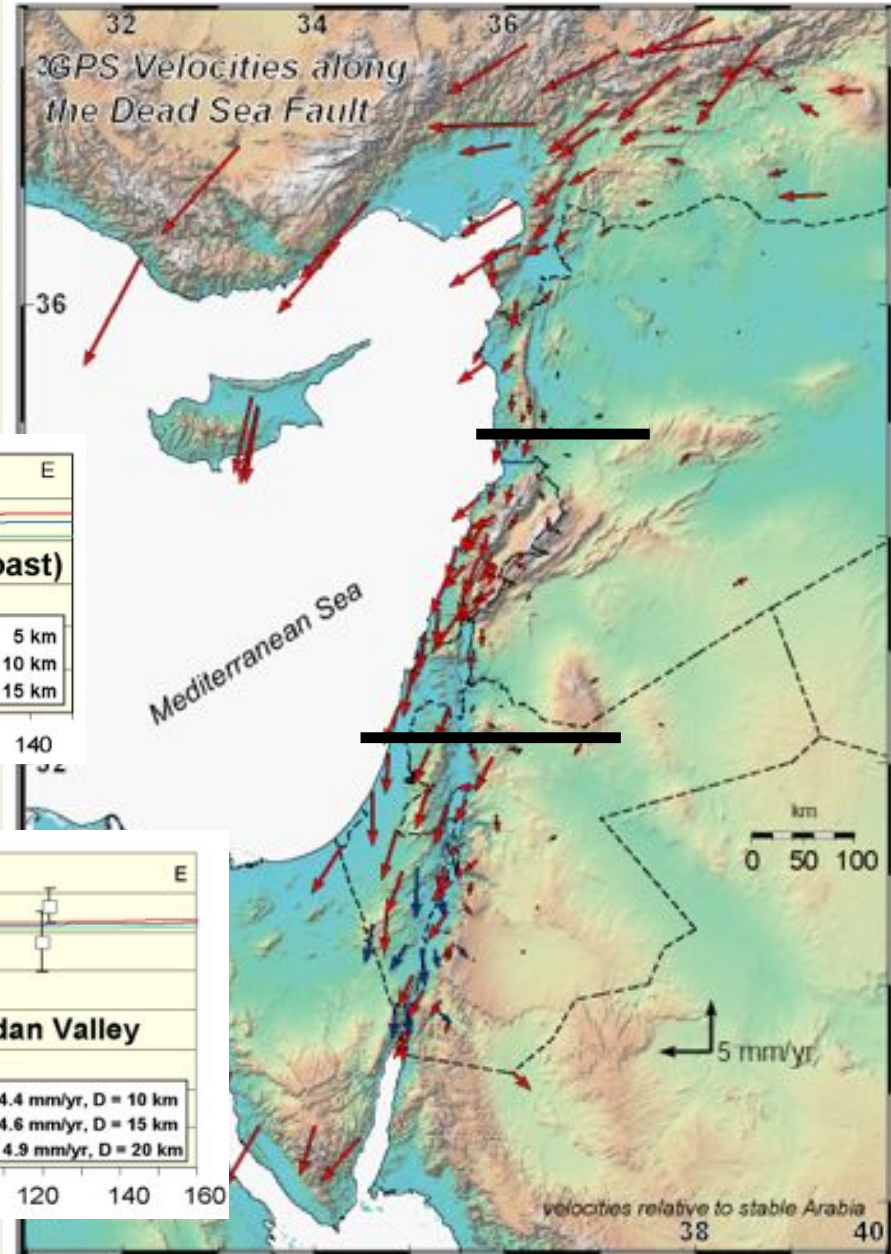 32 34 36
GPS Velocities along
the Dead Sea Fault
36
E
oast)
5 km
10 km
15 km
140
Mediterranean Sea
32
km
0 50 100
E
dan Valley
4.4 mm/yr, D = 10 km
4.6 mm/yr, D = 15 km
4.9 mm/yr, D = 20 km
120 140 160
5 mm/yr
velocities relative to stable Arabia
38 40